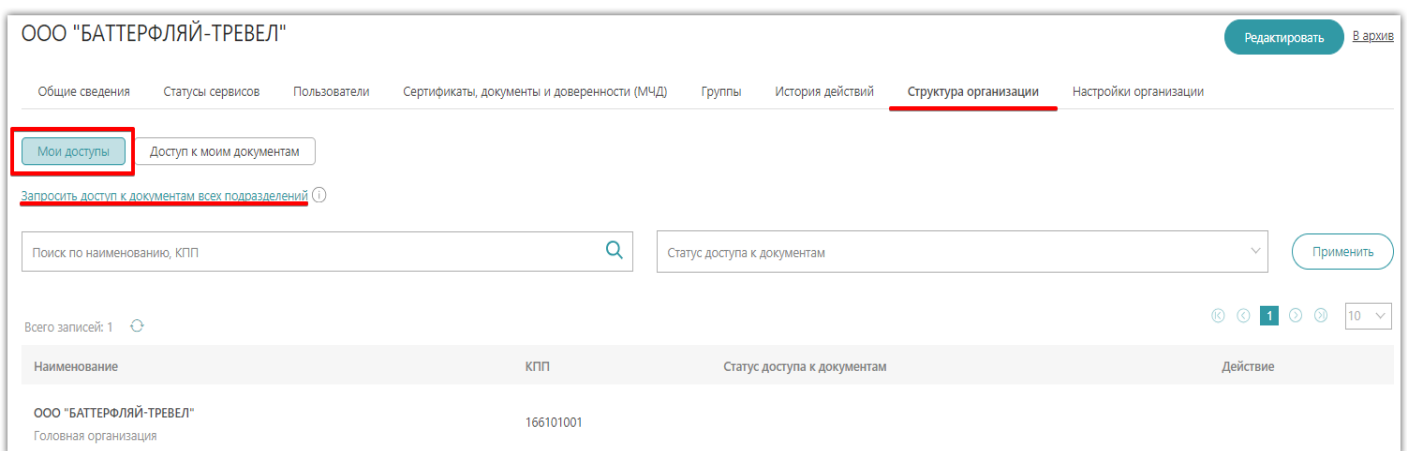 ООО "БАТТЕРФЛЯЙ-ТРЕВЕЛ"
Редактировать
В архив
Общие сведения Статусы сервисов Пользователи Сертификаты, документы и доверенности (МЧД) Группы История действий Структура организации Настройки организации
Мои доступы Доступ к моим документам
Запросить доступ к документам всех подразделений
Поиск по наименованию, КПП Статус доступа к документам Применить
Всего записей: 1 1 10
Наименование КПП Статус доступа к документам Действие
ООО "БАТТЕРФЛЯЙ-ТРЕВЕЛ" 166101001
Головная организация